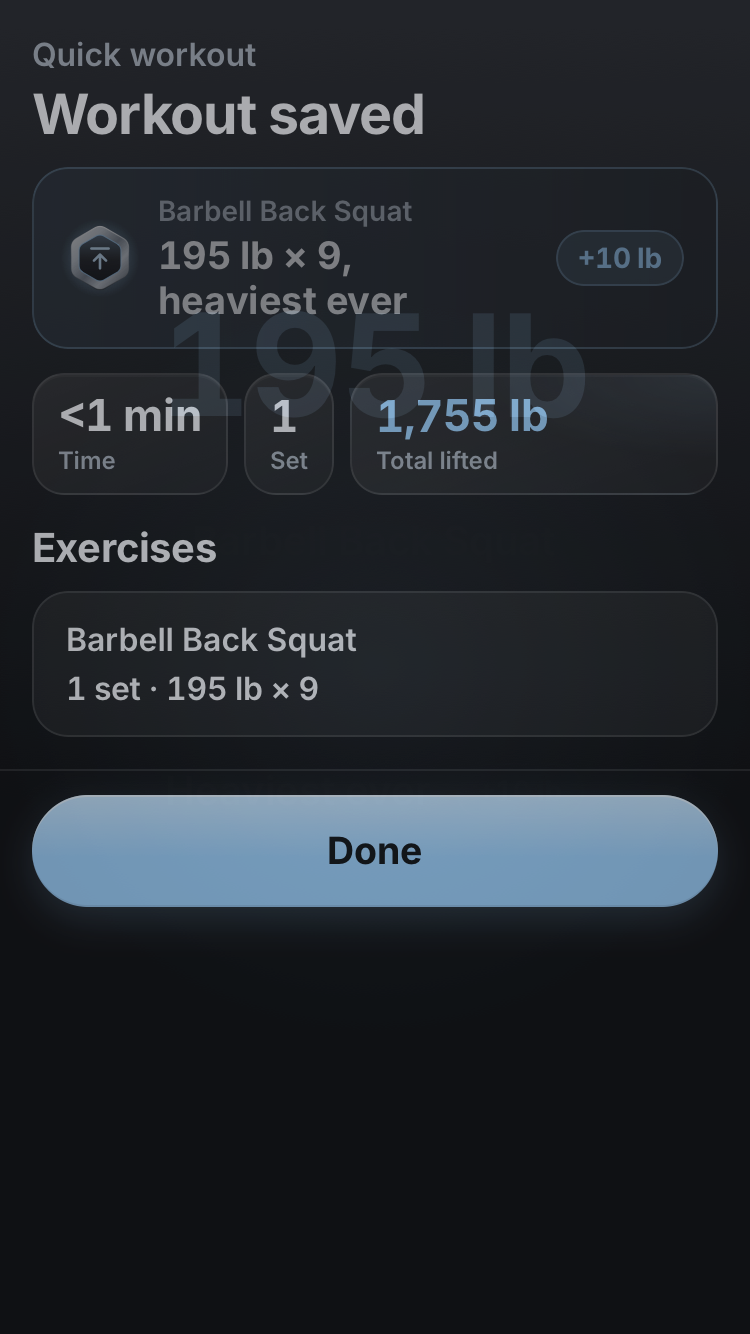 Quick workout
Workout saved
Barbell Back Squat
195 lb × 9,
heaviest ever
+10 lb
195 lb
<1 min
Time
1
Set
1,755 lb
Total lifted
Exercises
Barbell Back Squat
1 set · 195 lb × 9
Done